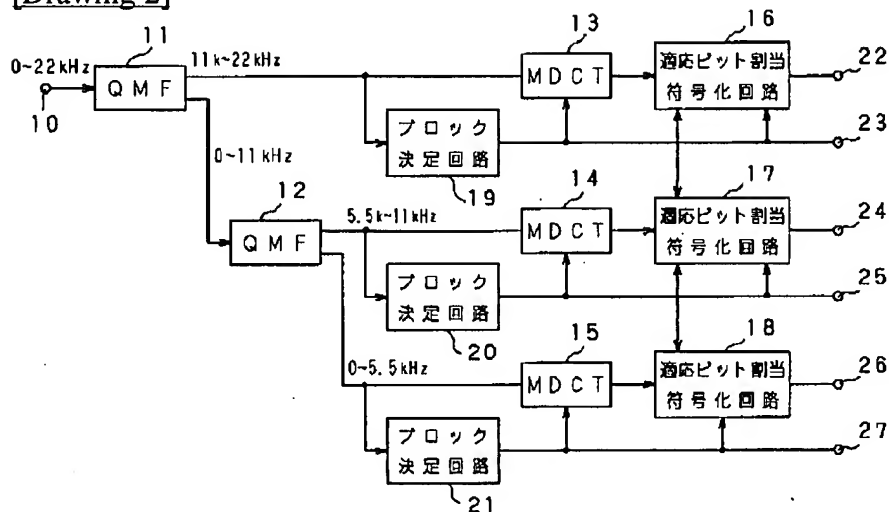 [Drawing 2]
11
13
16
0~22kHz
QMF
11k~22kHz
MDCT
適応ビット割当
符号化回路
22
10
23
ブロック
決定回路
19
0~11kHz
12
QMF
5.5k~11kHz
14
MDCT
17
適応ビット割当
符号化回路
24
25
ブロック
決定回路
20
0~5.5kHz
15
MDCT
18
適応ビット割当
符号化回路
26
27
ブロック
決定回路
21